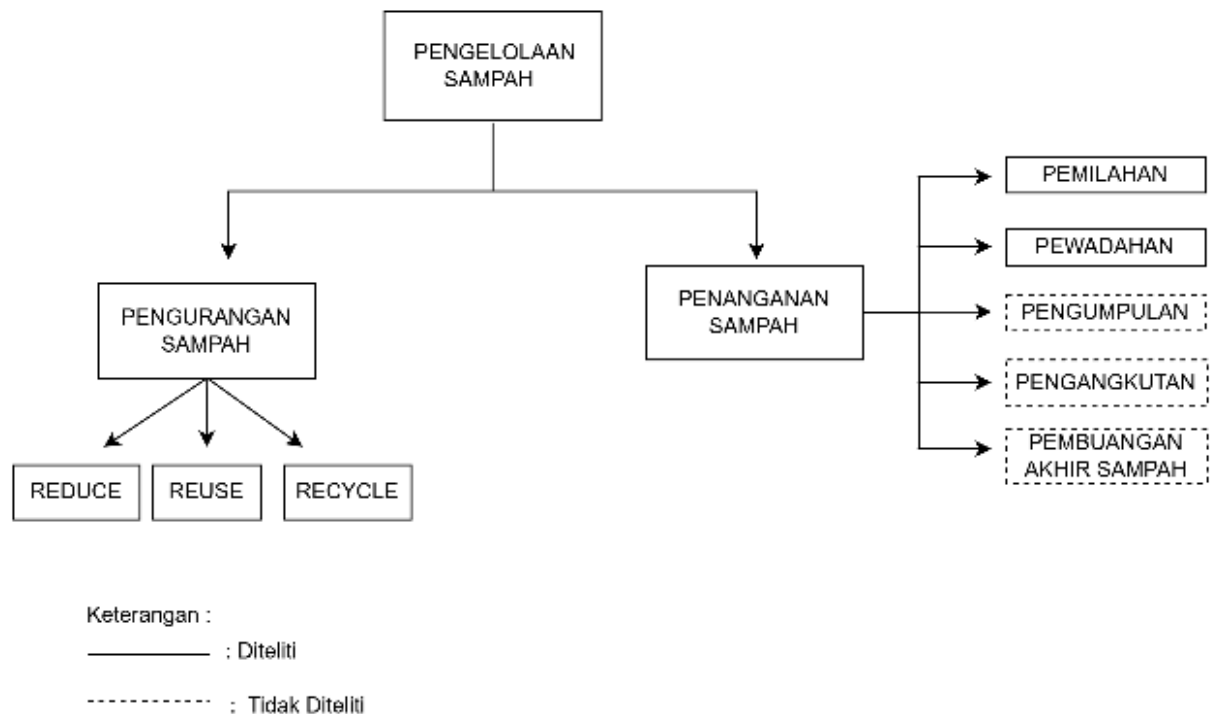 PENGELOLAAN
SAMPAH
PEMILAHAN
PEWADAHAN
PENGURANGAN
SAMPAH
PENANGANAN
SAMPAH
PENGUMPULAN
PENGANGKUTAN
PEMBUANGAN
AKHIR SAMPAH
REDUCE
REUSE
RECYCLE
Keterangan :
: Diteliti
: Tidak Diteliti